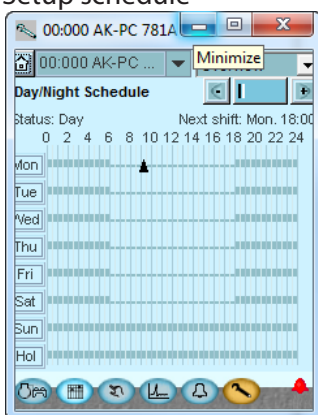 Setup schedule
00:000 AK-PC 781A
Minimize
00:000 AK-PC ...
Day/Night Schedule
Status: Day Next shift: Mon. 18:00
0 2 4 6 8 10 12 14 16 18 20 22 24
Mon
Tue
Wed
Thu
Fri
Sat
Sun
Hol